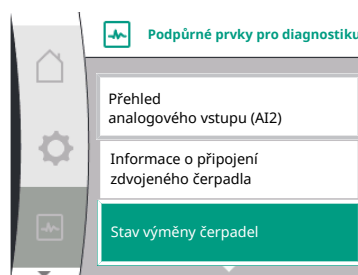 Podpůrné prvky pro diagnostiku
Přehled
analogového vstupu (AI2)
Informace o připojení
zdvojeného čerpadla
Stav výměny čerpadel